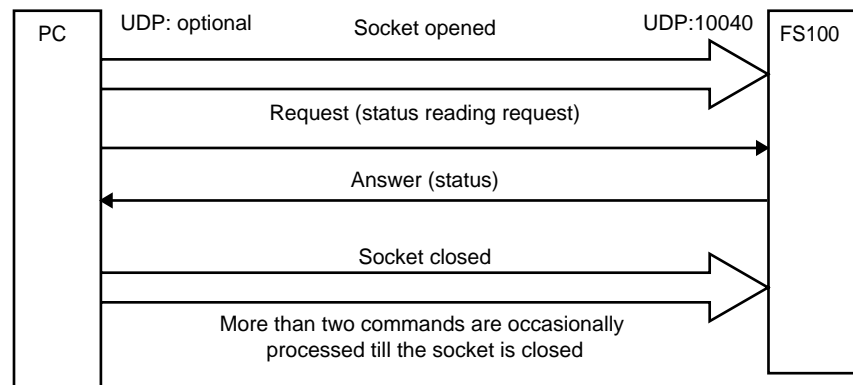 PC
UDP: optional
Socket opened
UDP:10040
FS100
Request (status reading request)
Answer (status)
Socket closed
More than two commands are occasionally
processed till the socket is closed